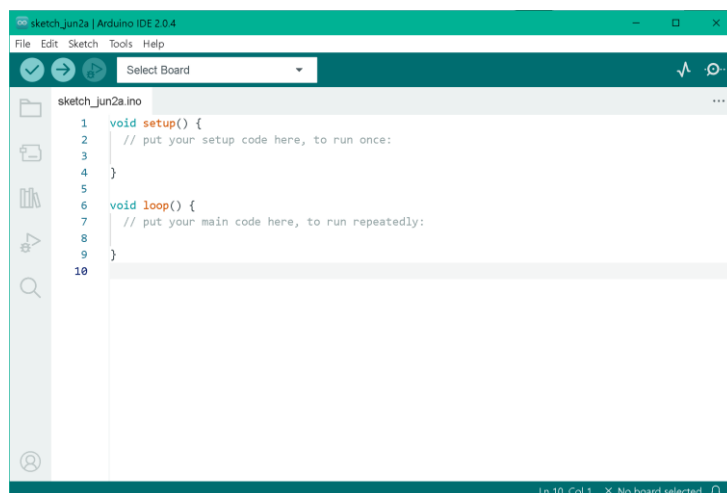 sketch_jun2a | Arduino IDE 2.0.4
File Edit Sketch Tools Help
Select Board
sketch_jun2a.ino
1 void setup() {
2 // put your setup code here, to run once:
3
4 }
5
6 void loop() {
7 // put your main code here, to run repeatedly:
8
9 }
10
Ln 10, Col 1 X No board selected